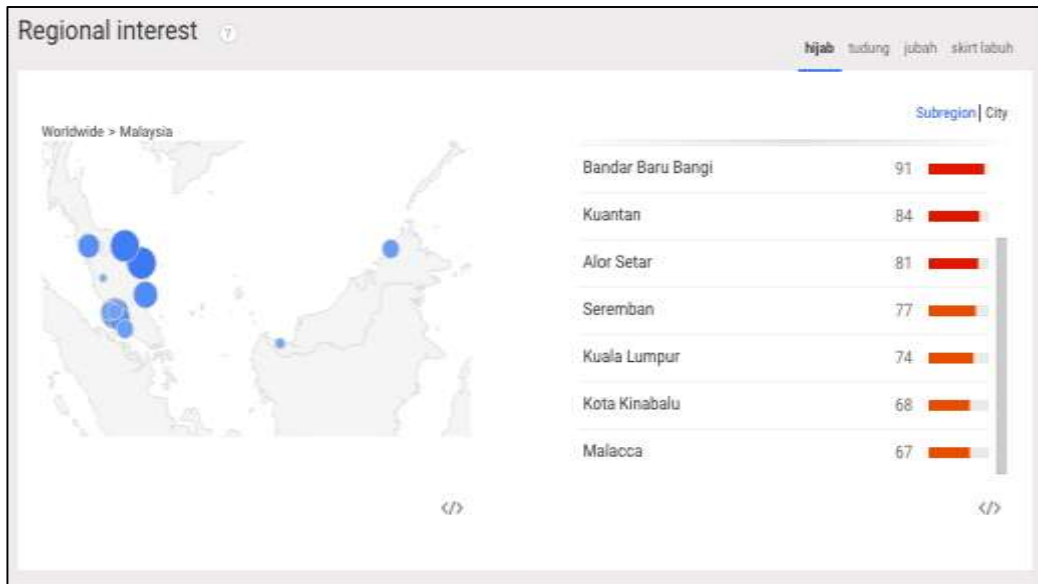 Regional interest ?
hijab tudung jubah skirt labuh
Subregion | City
Worldwide > Malaysia
Bandar Baru Bangi 91
Kuantan 84
Alor Setar 81
Seremban 77
Kuala Lumpur 74
Kota Kinabalu 68
Malacca 67
</> </>